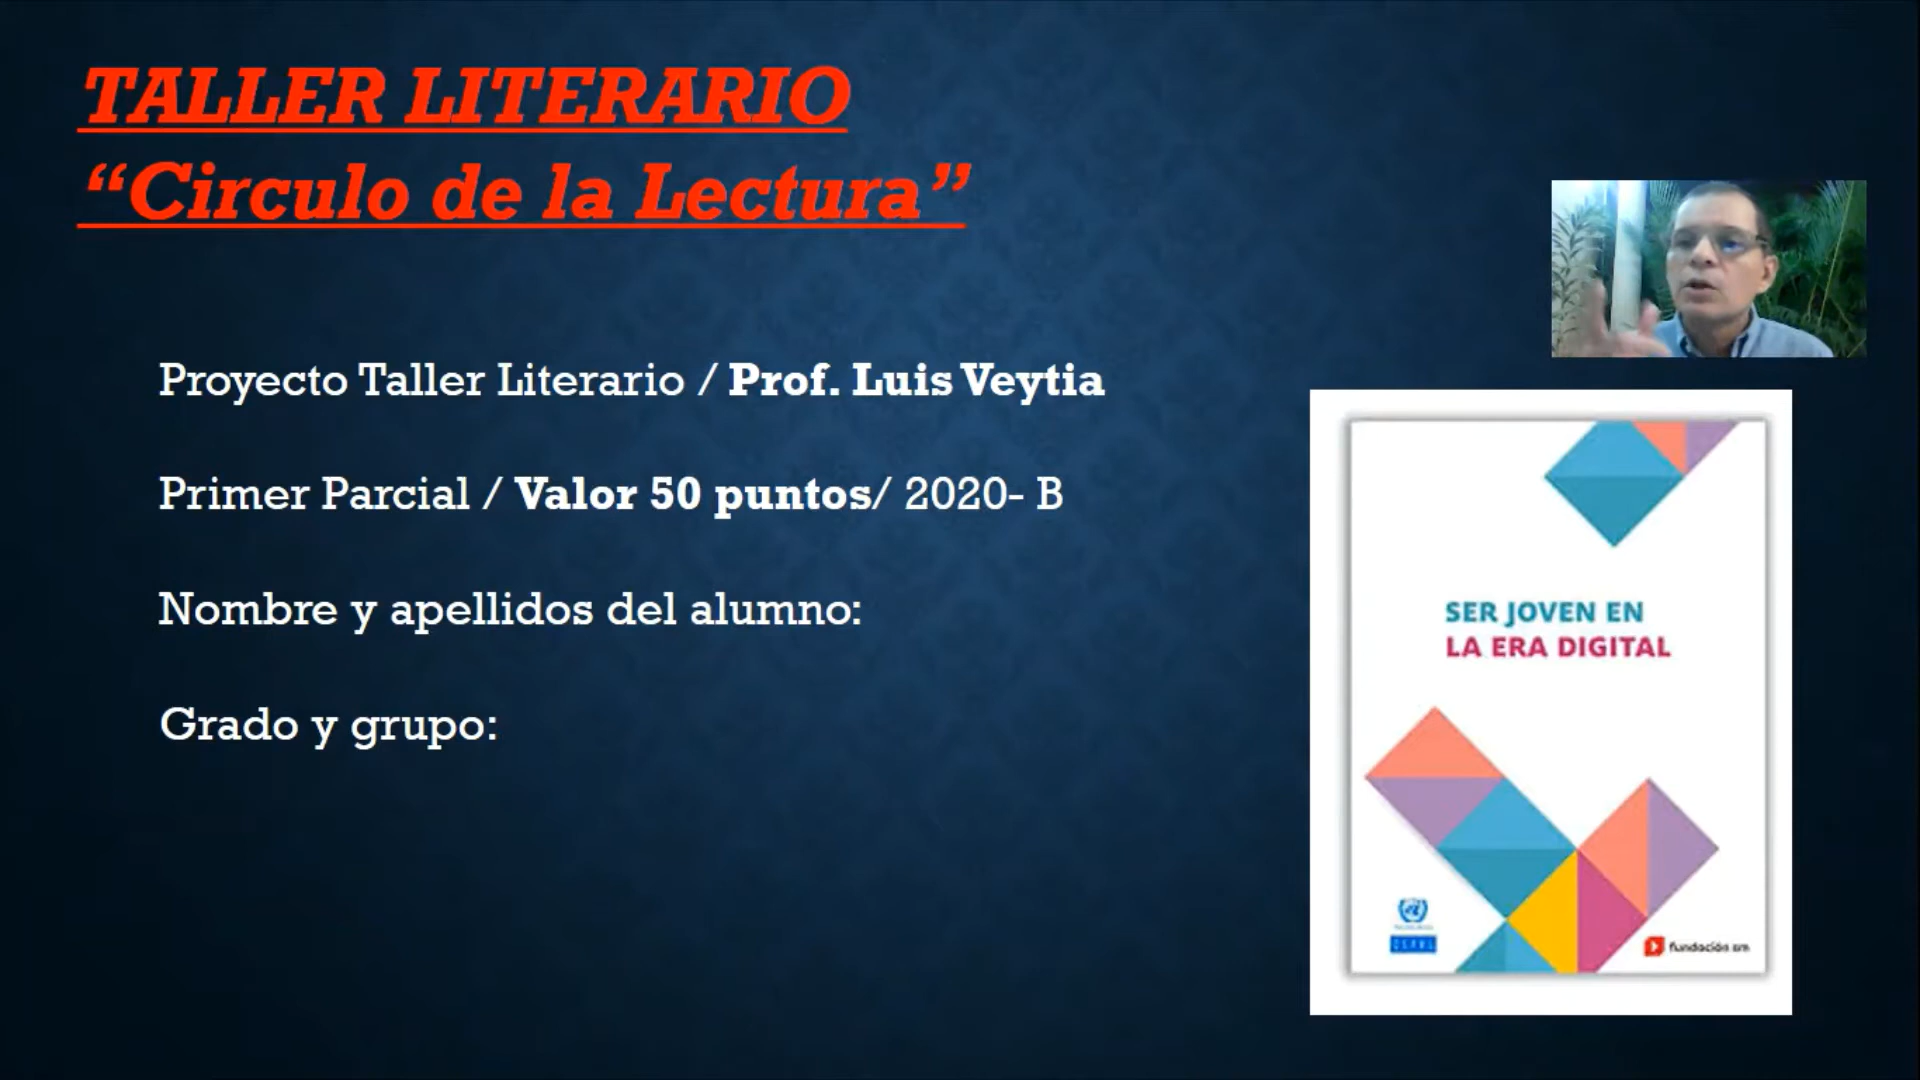 TALLER LITERARIO
“Circulo de la Lectura”
Proyecto Taller Literario / Prof. Luis Veytia
Primer Parcial / Valor 50 puntos/ 2020- B
Nombre y apellidos del alumno:
Grado y grupo:
SER JOVEN EN
LA ERA DIGITAL
CEPAL
fundación sm